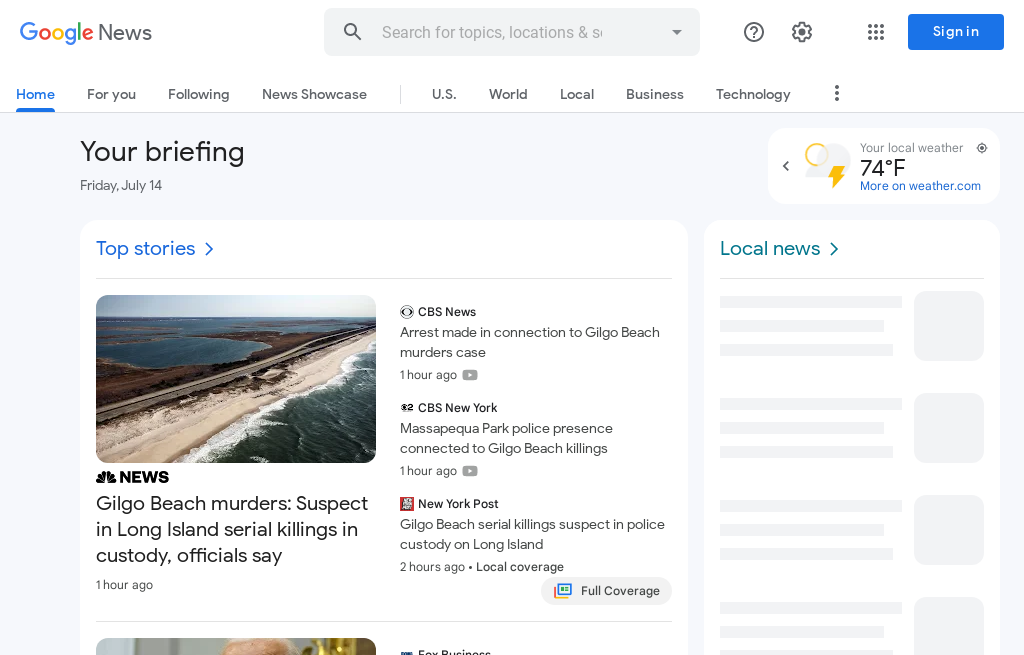 Google News
Search for topics, locations & s
Sign in
Home
For you
Following
News Showcase
U.S.
World
Local
Business
Technology
Your briefing
Friday, July 14
Your local weather
74°F
More on weather.com
Top stories
NEWS
Gilgo Beach murders: Suspect
in Long Island serial killings in
custody, officials say
1 hour ago
CBS News
Arrest made in connection to Gilgo Beach
murders case
1 hour ago
CBS New York
Massapequa Park police presence
connected to Gilgo Beach killings
1 hour ago
New York Post
Gilgo Beach serial killings suspect in police
custody on Long Island
2 hours ago • Local coverage
Full Coverage
Fox Business
Local news